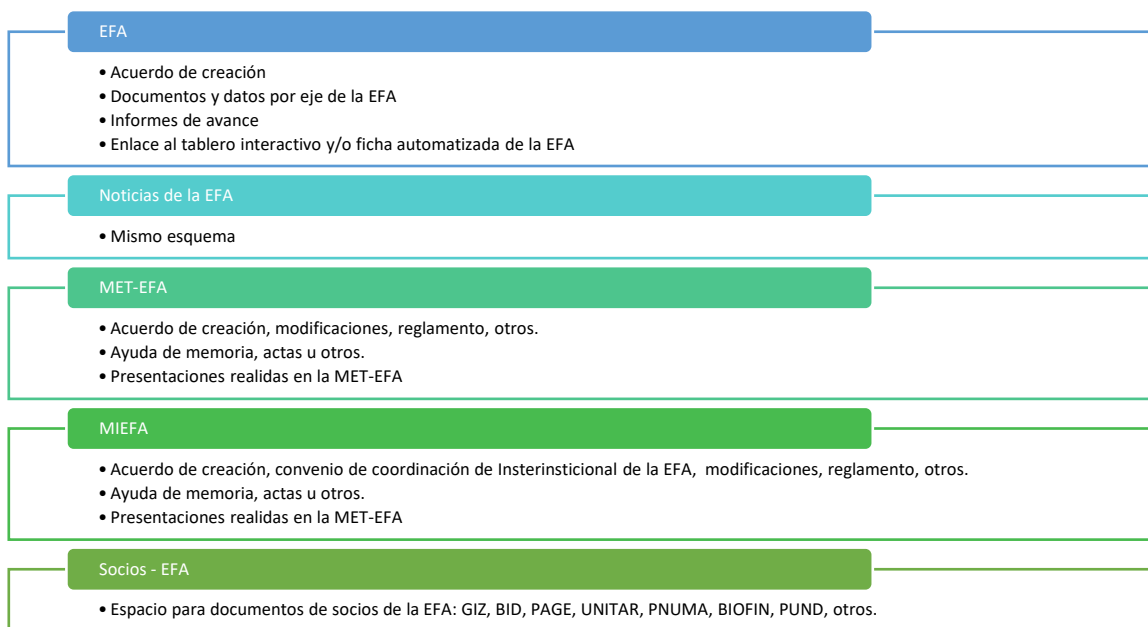 EFA
• Acuerdo de creación
• Documentos y datos por eje de la EFA
• Informes de avance
• Enlace al tablero interactivo y/o ficha automatizada de la EFA
Noticias de la EFA
• Mismo esquema
MET-EFA
• Acuerdo de creación, modificaciones, reglamento, otros.
• Ayuda de memoria, actas u otros.
• Presentaciones realidas en la MET-EFA
MIEFA
• Acuerdo de creación, convenio de coordinación de Insterinsticional de la EFA, modificaciones, reglamento, otros.
• Ayuda de memoria, actas u otros.
• Presentaciones realidas en la MET-EFA
Socios - EFA
• Espacio para documentos de socios de la EFA: GIZ, BID, PAGE, UNITAR, PNUMA, BIOFIN, PUND, otros.